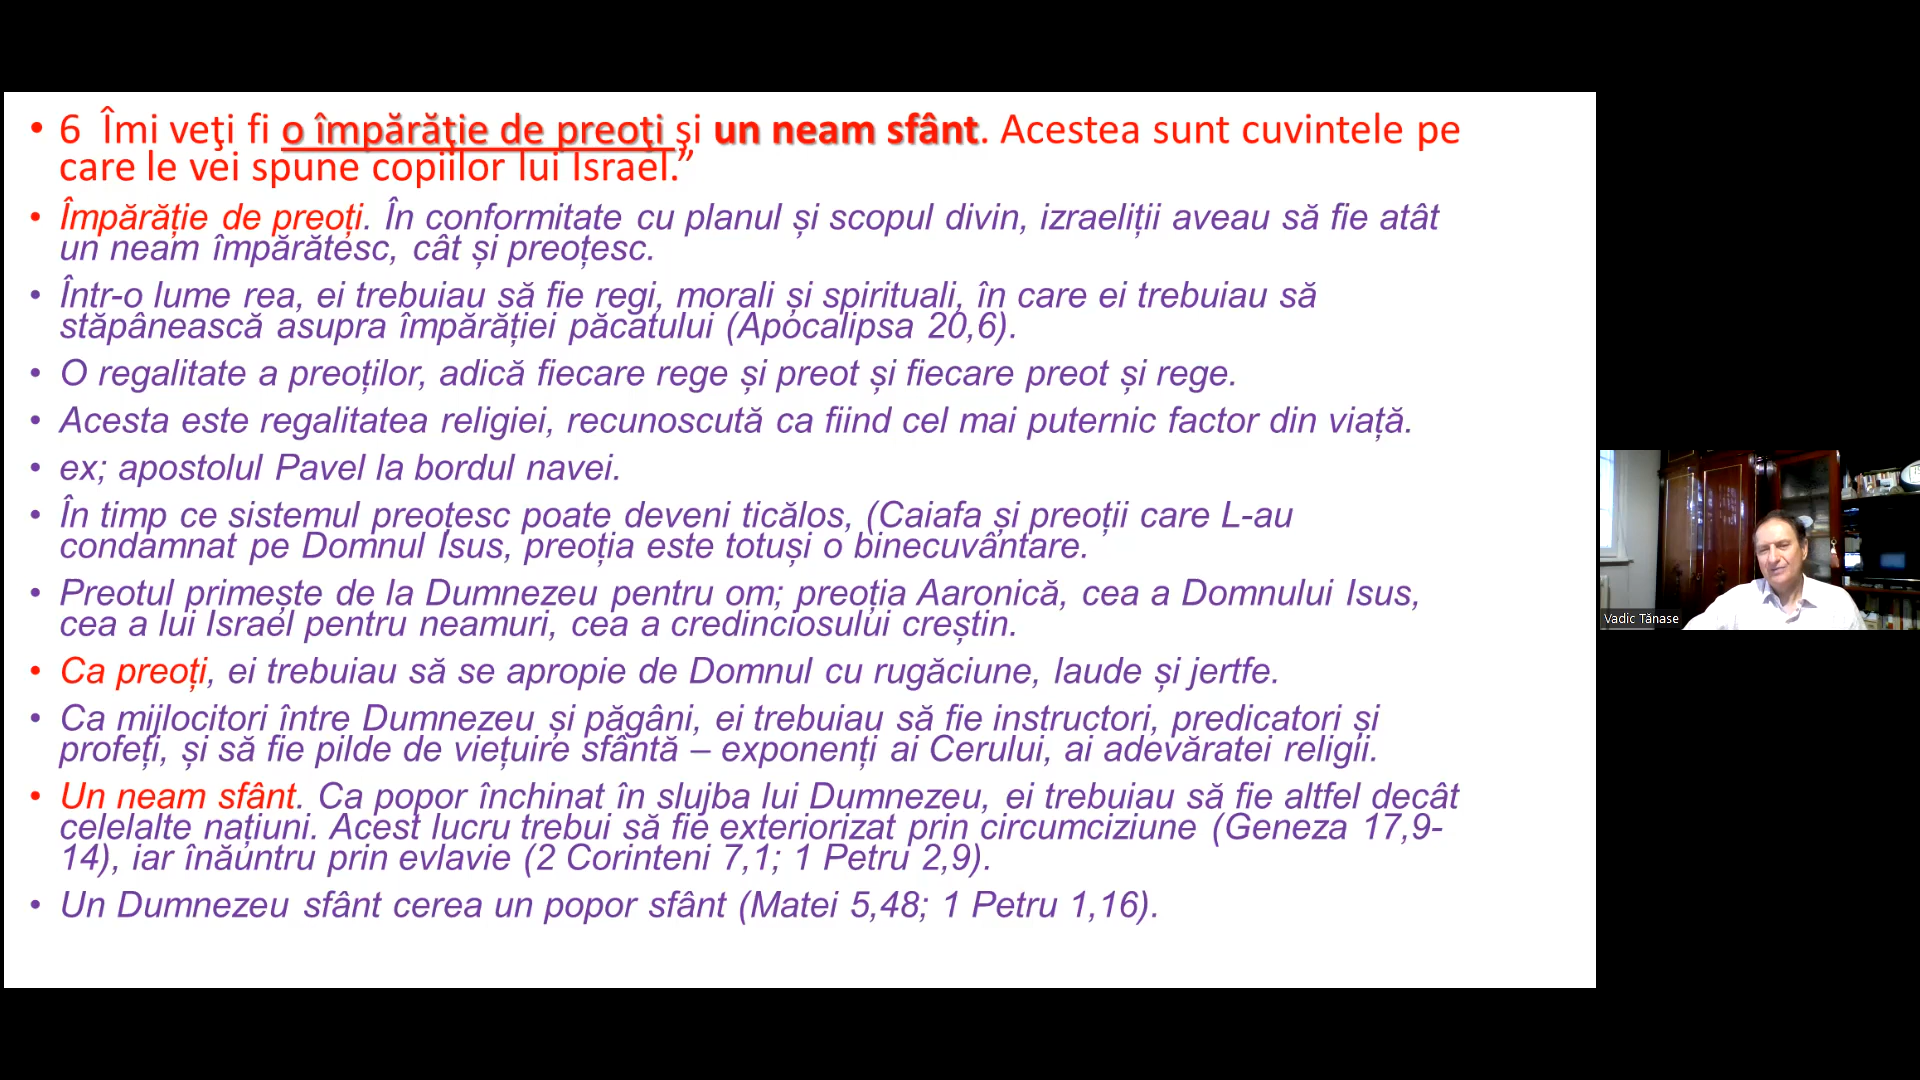 • 6 Îmi veţi fi o împărăţie de preoţi şi un neam sfânt. Acestea sunt cuvintele pe
care le vei spune copiilor lui Israel.”
• Împărăție de preoți. În conformitate cu planul și scopul divin, izraeliții aveau să fie atât
un neam împărătesc, cât și preoțesc.
• Într-o lume rea, ei trebuiau să fie regi, morali și spirituali, în care ei trebuiau să
stăpânească asupra împărăției păcatului (Apocalipsa 20,6).
• O regalitate a preoților, adică fiecare rege și preot și fiecare preot și rege.
• Acesta este regalitatea religiei, recunoscută ca fiind cel mai puternic factor din viață.
• ex; apostolul Pavel la bordul navei.
• În timp ce sistemul preoțesc poate deveni ticălos, (Caiafa și preoții care L-au
condamnat pe Domnul Isus, preoția este totuși o binecuvântare.
• Preotul primește de la Dumnezeu pentru om; preoția Aaronică, cea a Domnului Isus,
cea a lui Israel pentru neamuri, cea a credinciosului creștin.
• Ca preoți, ei trebuiau să se apropie de Domnul cu rugăciune, laude și jertfe.
• Ca mijlocitori între Dumnezeu și păgâni, ei trebuiau să fie instructori, predicatori și
profeți, și să fie pilde de viețuire sfântă – exponenți ai Cerului, ai adevăratei religii.
• Un neam sfânt. Ca popor închinat în slujba lui Dumnezeu, ei trebuiau să fie altfel decât
celelalte națiuni. Acest lucru trebui să fie exteriorizat prin circumciziune (Geneza 17,9-
14), iar înăuntru prin evlavie (2 Corinteni 7,1; 1 Petru 2,9).
• Un Dumnezeu sfânt cerea un popor sfânt (Matei 5,48; 1 Petru 1,16).
Vadic Tănase